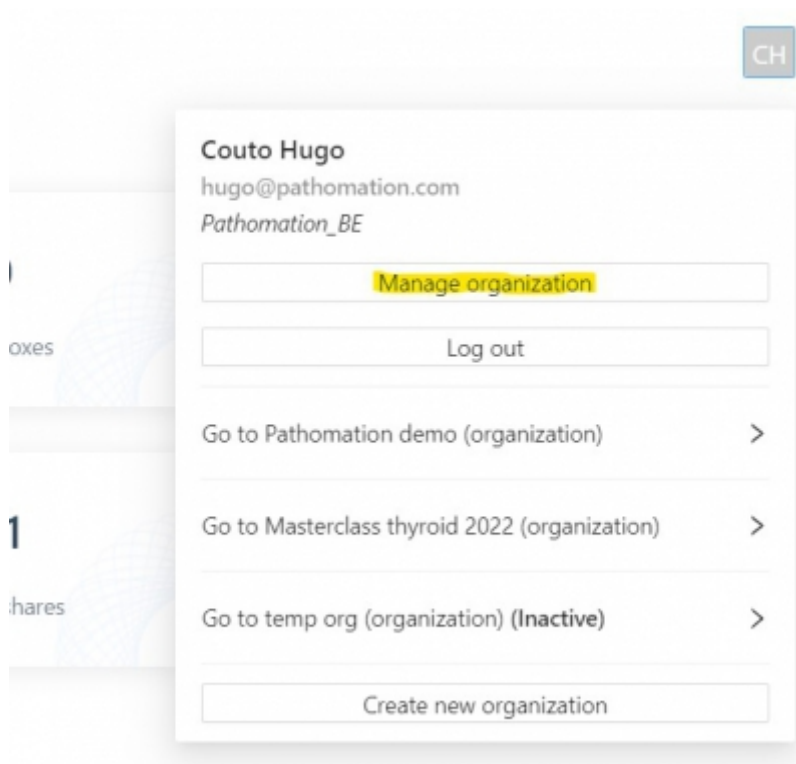 CH
Couto Hugo
hugo@pathomation.com
Pathomation_BE
Manage organization
oxes
Log out
Go to Pathomation demo (organization) >
1
Go to Masterclass thyroid 2022 (organization) >
hares
Go to temp org (organization) (Inactive) >
Create new organization